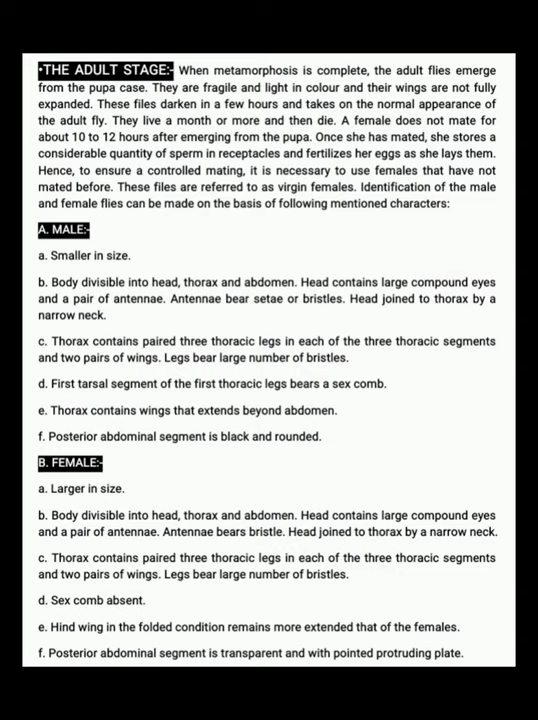 •THE ADULT STAGE:- When metamorphosis is complete, the adult flies emerge
from the pupa case. They are fragile and light in colour and their wings are not fully
expanded. These files darken in a few hours and takes on the normal appearance of
the adult fly. They live a month or more and then die. A female does not mate for
about 10 to 12 hours after emerging from the pupa. Once she has mated, she stores a
considerable quantity of sperm in receptacles and fertilizes her eggs as she lays them.
Hence, to ensure a controlled mating, it is necessary to use females that have not
mated before. These files are referred to as virgin females. Identification of the male
and female flies can be made on the basis of following mentioned characters:
A. MALE:-
a. Smaller in size.
b. Body divisible into head, thorax and abdomen. Head contains large compound eyes
and a pair of antennae. Antennae bear setae or bristles. Head joined to thorax by a
narrow neck.
c. Thorax contains paired three thoracic legs in each of the three thoracic segments
and two pairs of wings. Legs bear large number of bristles.
d. First tarsal segment of the first thoracic legs bears a sex comb.
e. Thorax contains wings that extends beyond abdomen.
f. Posterior abdominal segment is black and rounded.
B. FEMALE:-
a. Larger in size.
b. Body divisible into head, thorax and abdomen. Head contains large compound eyes
and a pair of antennae. Antennae bears bristle. Head joined to thorax by a narrow neck.
c. Thorax contains paired three thoracic legs in each of the three thoracic segments
and two pairs of wings. Legs bear large number of bristles.
d. Sex comb absent.
e. Hind wing in the folded condition remains more extended that of the females.
f. Posterior abdominal segment is transparent and with pointed protruding plate.